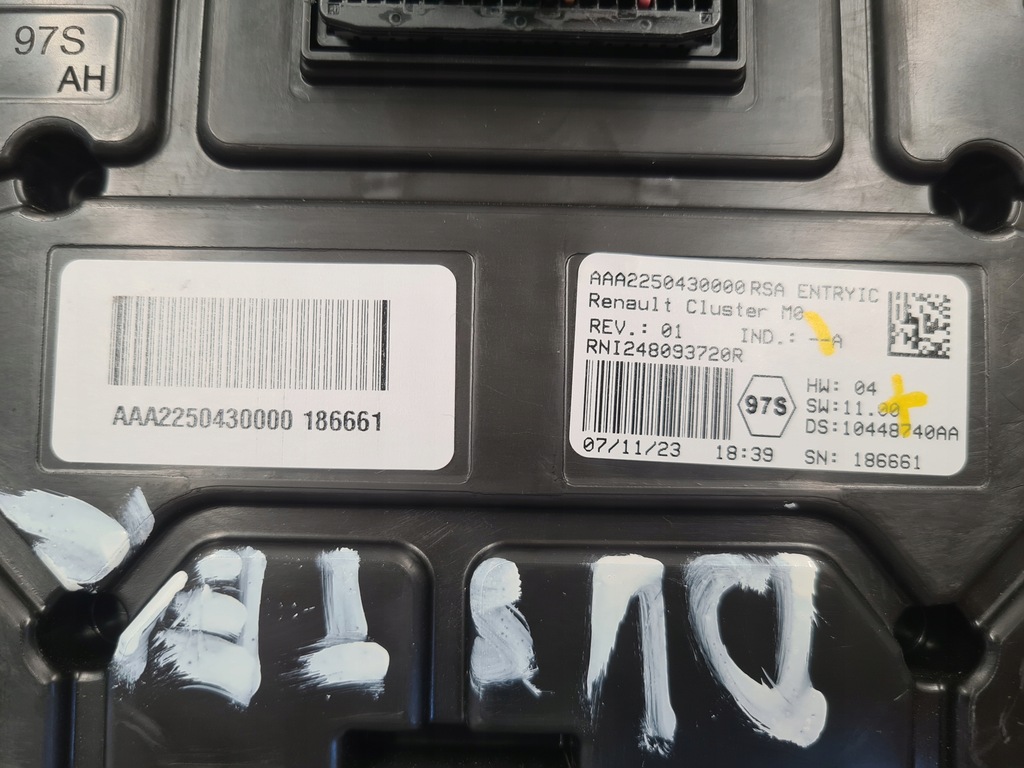 97S
AH
AAA2250430000 186661
AAA2250430000 RSA ENTRYIC
Renault Cluster M0
REV.: 01 IND.: --A
RNI248093720R
97S
HW: 04
SW:11.00
DS:10448740AA
07/11/23 18:39 SN: 186661